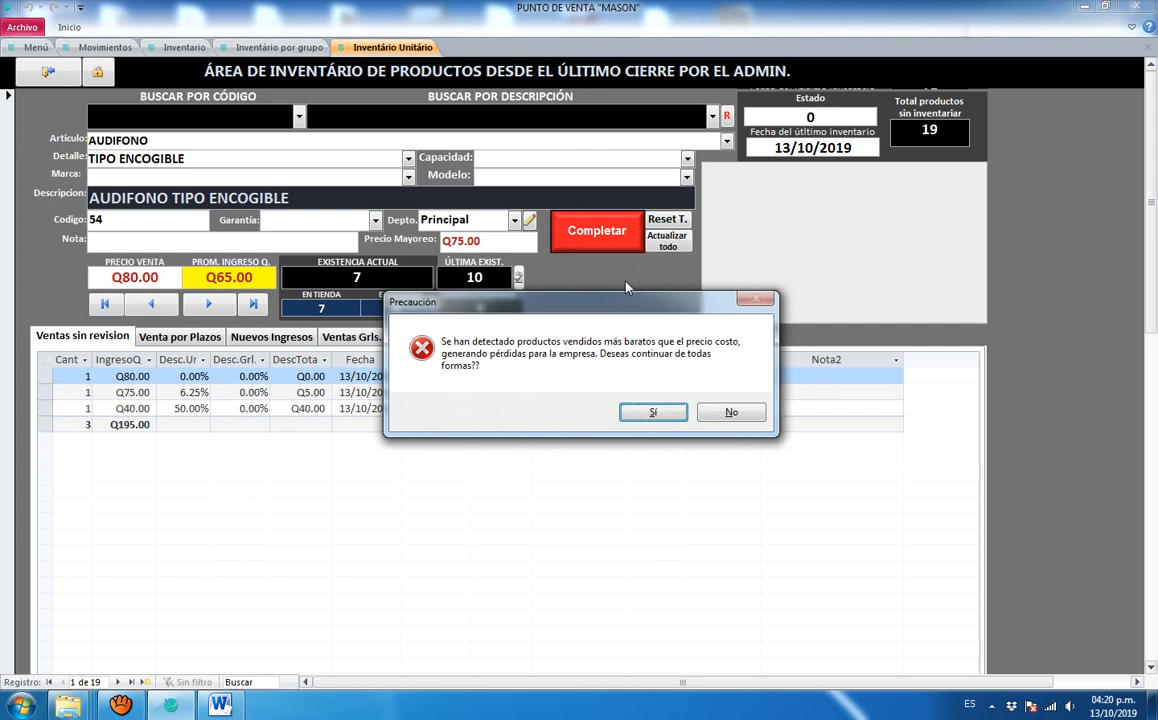 PUNTO DE VENTA "MASON"
Archivo
Inicio
Menú
Movimientos
Inventario
Inventário por grupo
Inventário Unitário
ÁREA DE INVENTÁRIO DE PRODUCTOS DESDE EL ÚLITIMO CIERRE POR EL ADMIN.
BUSCAR POR CÓDIGO
BUSCAR POR DESCRIPCIÓN
R
Estado
0
Fecha del útltimo inventario
13/10/2019
Total productos
sin inventariar
19
Articulo: AUDIFONO
Detalle: TIPO ENCOGIBLE
Capacidad:
Marca:
Modelo:
Descripcion: AUDIFONO TIPO ENCOGIBLE
Codigo: 54
Garantía:
Depto. Principal
Completar
Reset T.
Actualizar
todo
Nota:
Precio Mayoreo: Q75.00
PRECIO VENTA
Q80.00
PROM. INGRESO Q.
Q65.00
EXISTENCIA ACTUAL
7
ÚLTIMA EXIST.
10
EN TIENDA
7
Precaución
Se han detectado productos vendidos más baratos que el precio costo,
generando pérdidas para la empresa. Deseas continuar de todas
formas??
Sí
No
Ventas sin revision
Venta por Plazos
Nuevos Ingresos
Ventas Grls.
Cant IngresoQ Desc.Ur Desc.Grl. DescTota Fecha Nota2
1 Q80.00 0.00% 0.00% Q0.00 13/10/20
1 Q75.00 6.25% 0.00% Q5.00 13/10/20
1 Q40.00 50.00% 0.00% Q40.00 13/10/20
3 Q195.00
Registro: 1 de 19 Sin filtro Buscar
ES
04:20 p.m.
13/10/2019